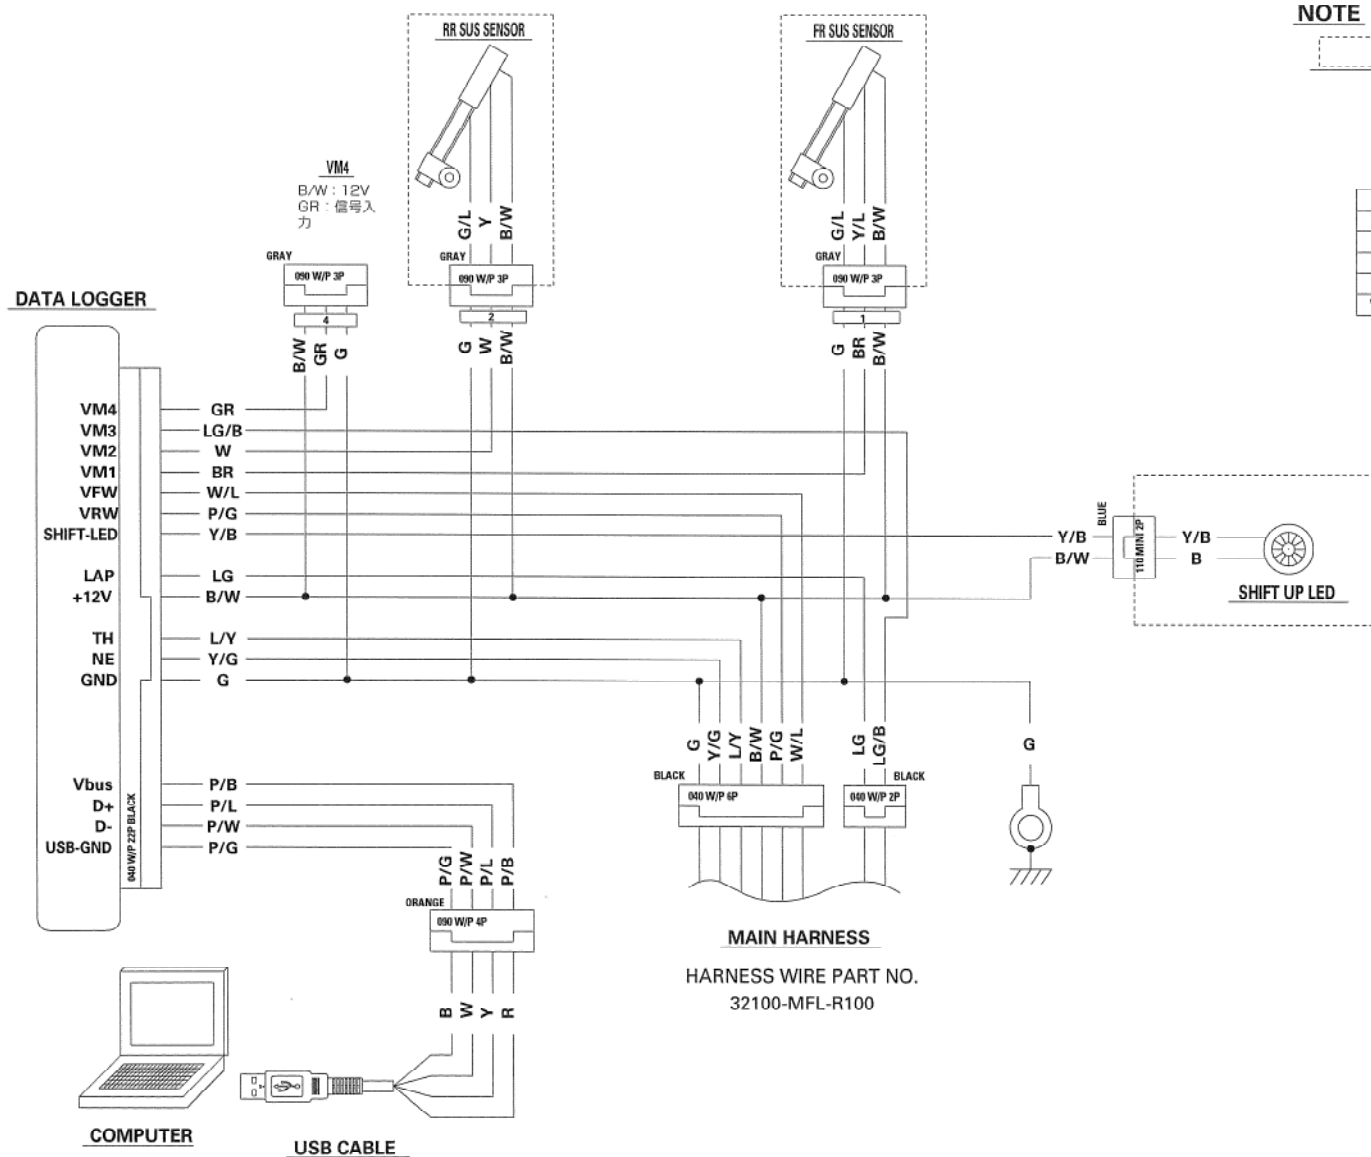 NOTE
RR SUS SENSOR
FR SUS SENSOR
VM4
B/W : 12V
GR : 信号入
力
G/L
Y
B/W
G/L
Y/L
B/W
GRAY
090 W/P 3P
GRAY
090 W/P 3P
GRAY
090 W/P 3P
DATA LOGGER
4
2
1
B/W
GR
G
G
W
B/W
G
BR
B/W
VM4 GR
VM3 LG/B
VM2 W
VM1 BR
VFW W/L
VRW P/G
SHIFT-LED Y/B
LAP LG
+12V B/W
TH L/Y
NE Y/G
GND G
BLUE
110 MINI 2P
Y/B
B/W
Y/B
B
SHIFT UP LED
G
Y/G
L/Y
B/W
P/G
W/L
LG
LG/B
G
BLACK
040 W/P 6P
BLACK
040 W/P 2P
Vbus P/B
D+ P/L
D- P/W
USB-GND P/G
040 W/P 22P BLACK
P/G
P/W
P/L
P/B
ORANGE
090 W/P 4P
MAIN HARNESS
HARNESS WIRE PART NO.
32100-MFL-R100
B
W
Y
R
COMPUTER
USB CABLE